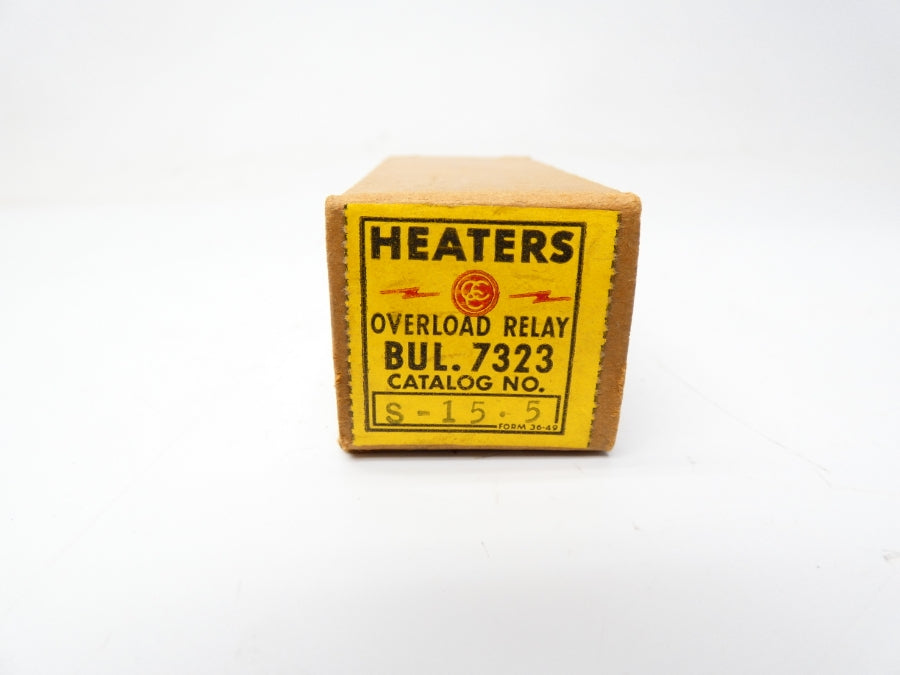 HEATERS
OVERLOAD RELAY
BUL. 7323
CATALOG NO.
S-15.5
FORM 36-49